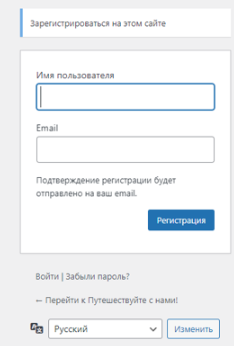 Зарегистрироваться на этом сайте
Имя пользователя
Email
Подтверждение регистрации будет
отправлено на ваш email.
Регистрация
Войти | Забыли пароль?
← Перейти к Путешествуйте с нами!
Русский
Изменить